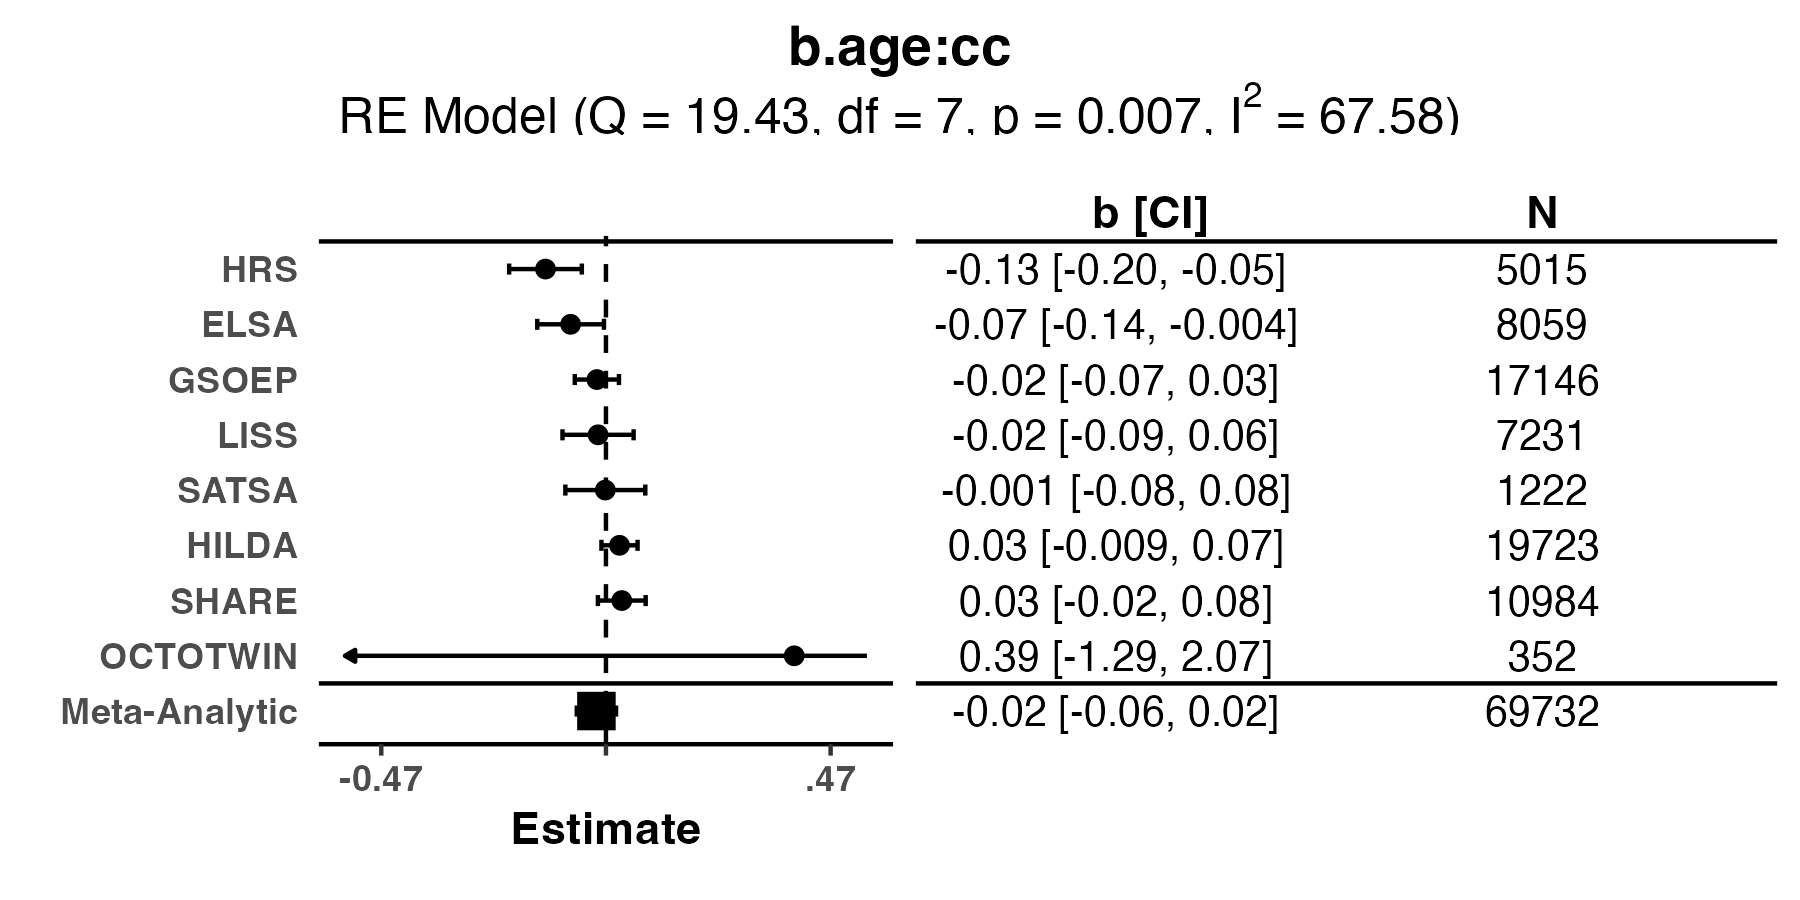 b.age:cc
RE Model (Q = 19.43, df = 7, p = 0.007, I² = 67.58)
b [CI] N
HRS -0.13 [-0.20, -0.05] 5015
ELSA -0.07 [-0.14, -0.004] 8059
GSOEP -0.02 [-0.07, 0.03] 17146
LISS -0.02 [-0.09, 0.06] 7231
SATSA -0.001 [-0.08, 0.08] 1222
HILDA 0.03 [-0.009, 0.07] 19723
SHARE 0.03 [-0.02, 0.08] 10984
OCTOTWIN 0.39 [-1.29, 2.07] 352
Meta-Analytic -0.02 [-0.06, 0.02] 69732
-0.47 .47
Estimate